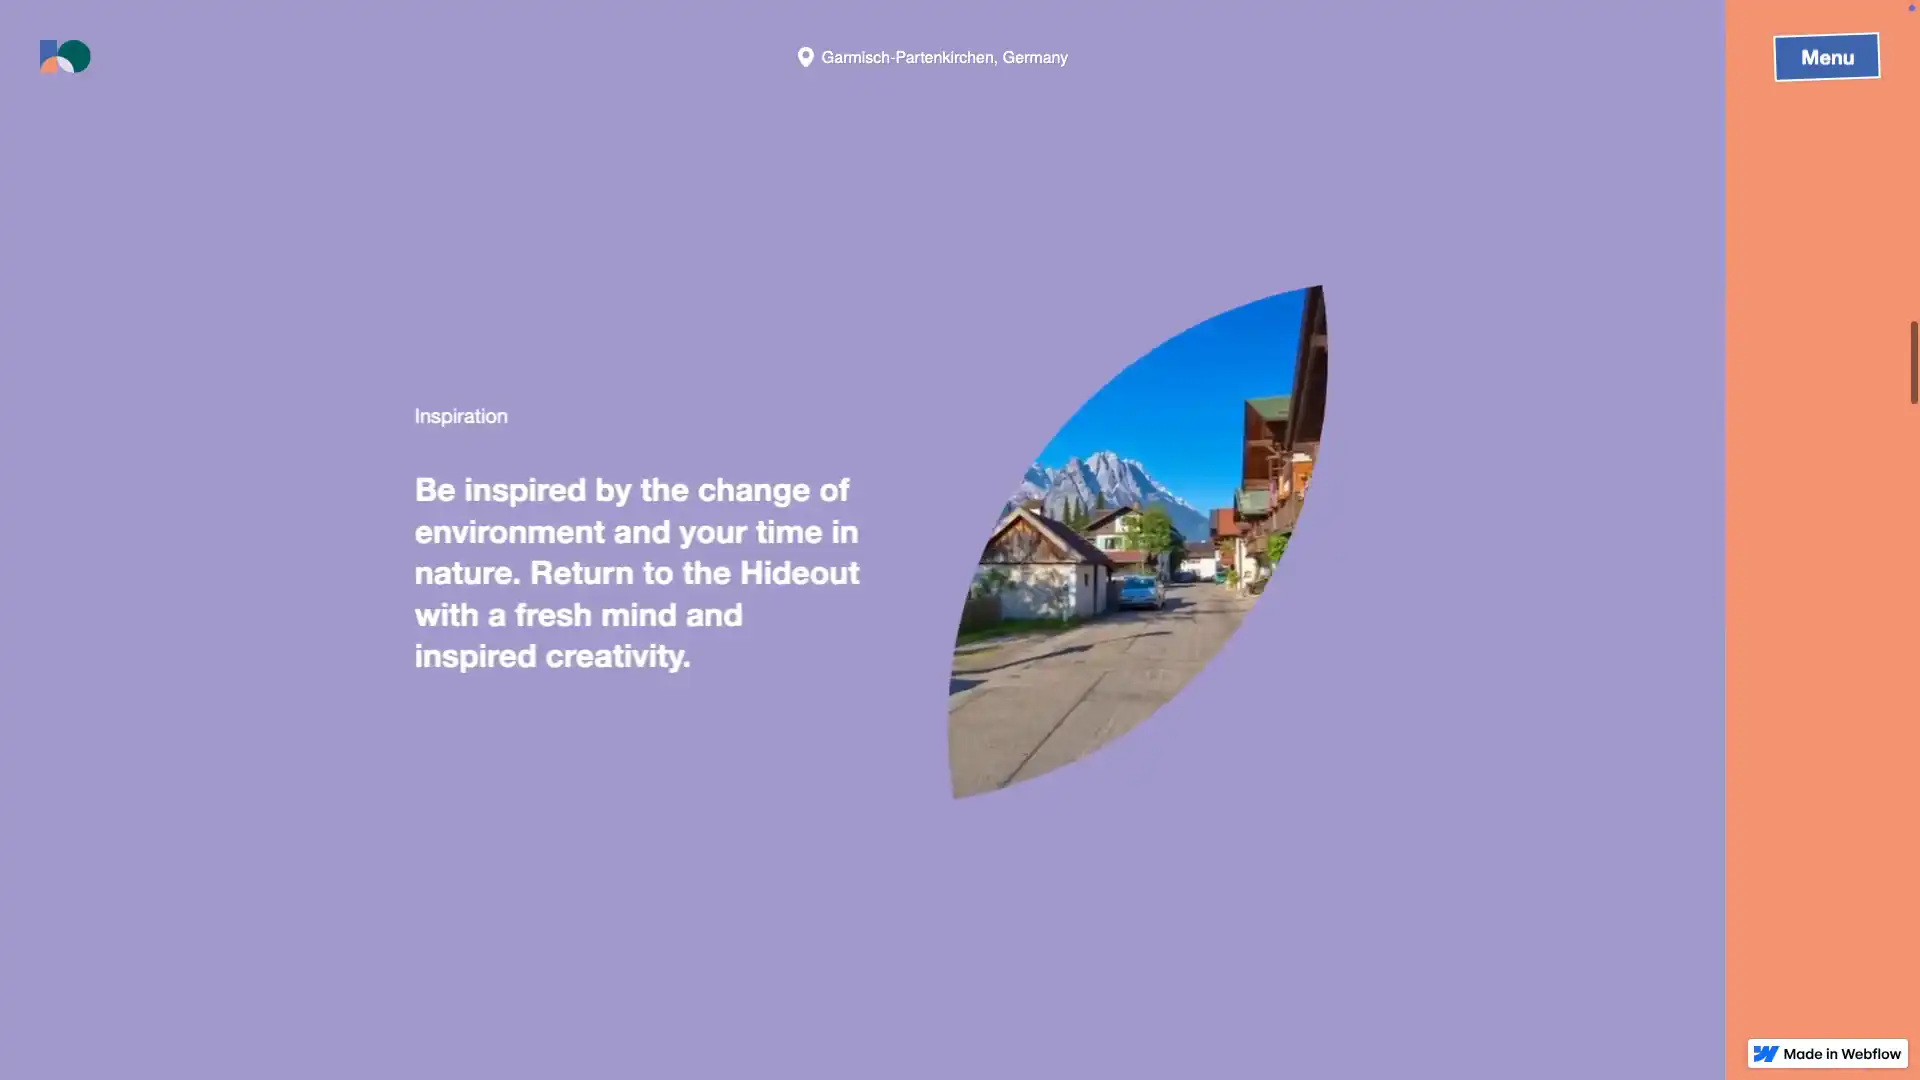 Garmisch-Partenkirchen, Germany
Menu
Inspiration
Be inspired by the change of
environment and your time in
nature. Return to the Hideout
with a fresh mind and
inspired creativity.
Made in Webflow